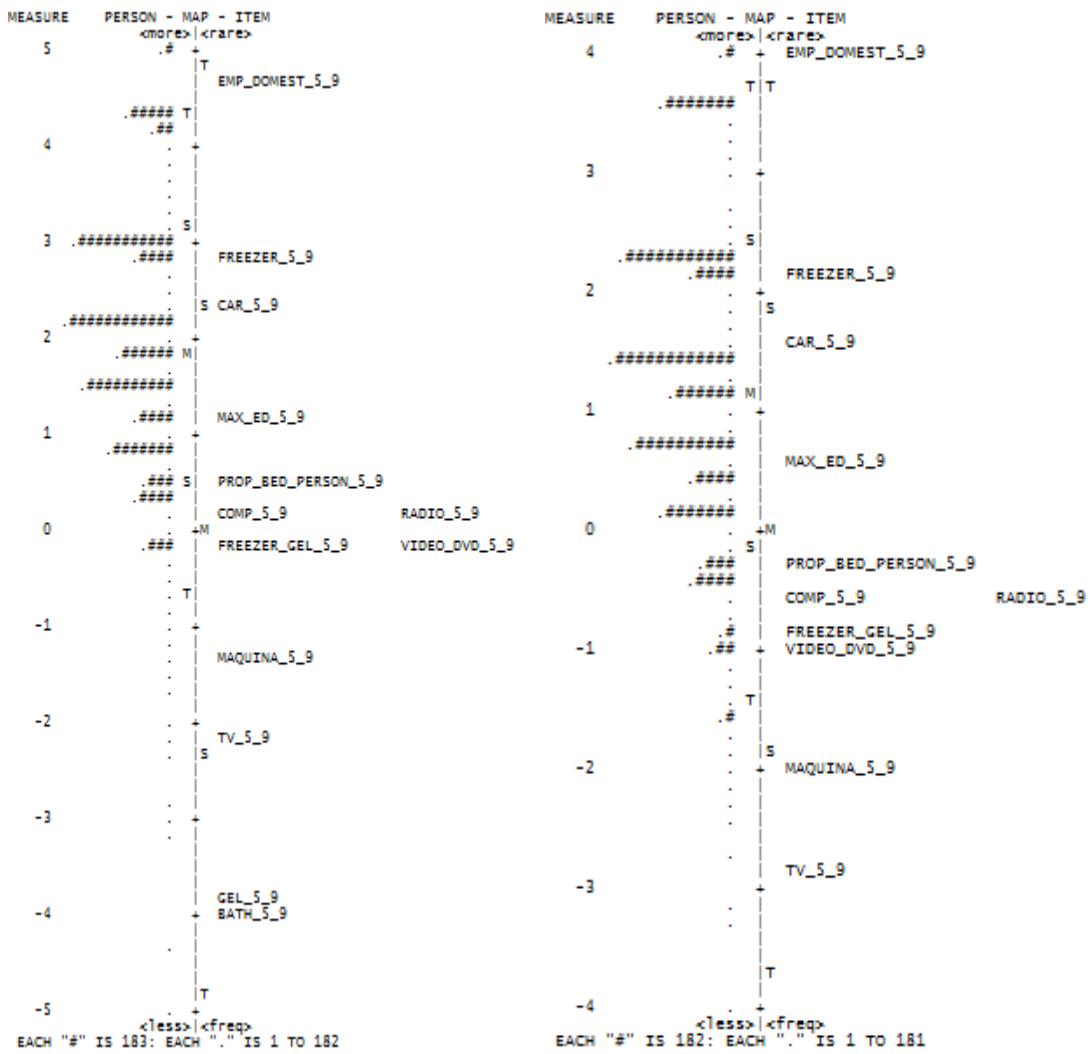 MEASURE PERSON - MAP - ITEM
<more>|<rare>
5 .# +
|T
| EMP_DOMEST_5_9
|
.##### T|
.## |
4 . +
. |
. |
. |
. |
. S|
3 .########### +
.#### | FREEZER_5_9
. |
. |S CAR_5_9
.############ |
2 . +
.###### M|
. |
.########## |
. |
.#### | MAX_ED_5_9
1 . +
.####### |
. |
.### S| PROP_BED_PERSON_5_9
.#### |
. | COMP_5_9 RADIO_5_9
0 . +M
.### | FREEZER_GEL_5_9 VIDEO_DVD_5_9
. |
. |
. T|
. |
-1 . +
. |
. | MAQUINA_5_9
. |
. |
|
-2 . +
. | TV_5_9
. |S
|
|
. |
-3 . +
. |
|
|
|
| GEL_5_9
-4 + BATH_5_9
|
. |
|
|
|T
-5 . +
<less>|<freq>
EACH "#" IS 183: EACH "." IS 1 TO 182
MEASURE PERSON - MAP - ITEM
<more>|<rare>
4 .# + EMP_DOMEST_5_9
|
T|T
.####### |
. |
. |
. |
3 . +
|
. |
. |
. S|
.########### |
.#### | FREEZER_5_9
2 . +
. |S
. |
. | CAR_5_9
.############ |
. |
.###### M|
1 . +
. |
.########## |
. | MAX_ED_5_9
.#### |
. |
.####### |
0 . +M
. S|
.### | PROP_BED_PERSON_5_9
.#### |
. | COMP_5_9 RADIO_5_9
. |
.# | FREEZER_GEL_5_9
-1 .## + VIDEO_DVD_5_9
. |
. |
. T|
.# |
. |
. |S
-2 . + MAQUINA_5_9
. |
. |
. |
|
. |
| TV_5_9
-3 +
. |
. |
|
|
|T
|
-4 . +
<less>|<freq>
EACH "#" IS 182: EACH "." IS 1 TO 181